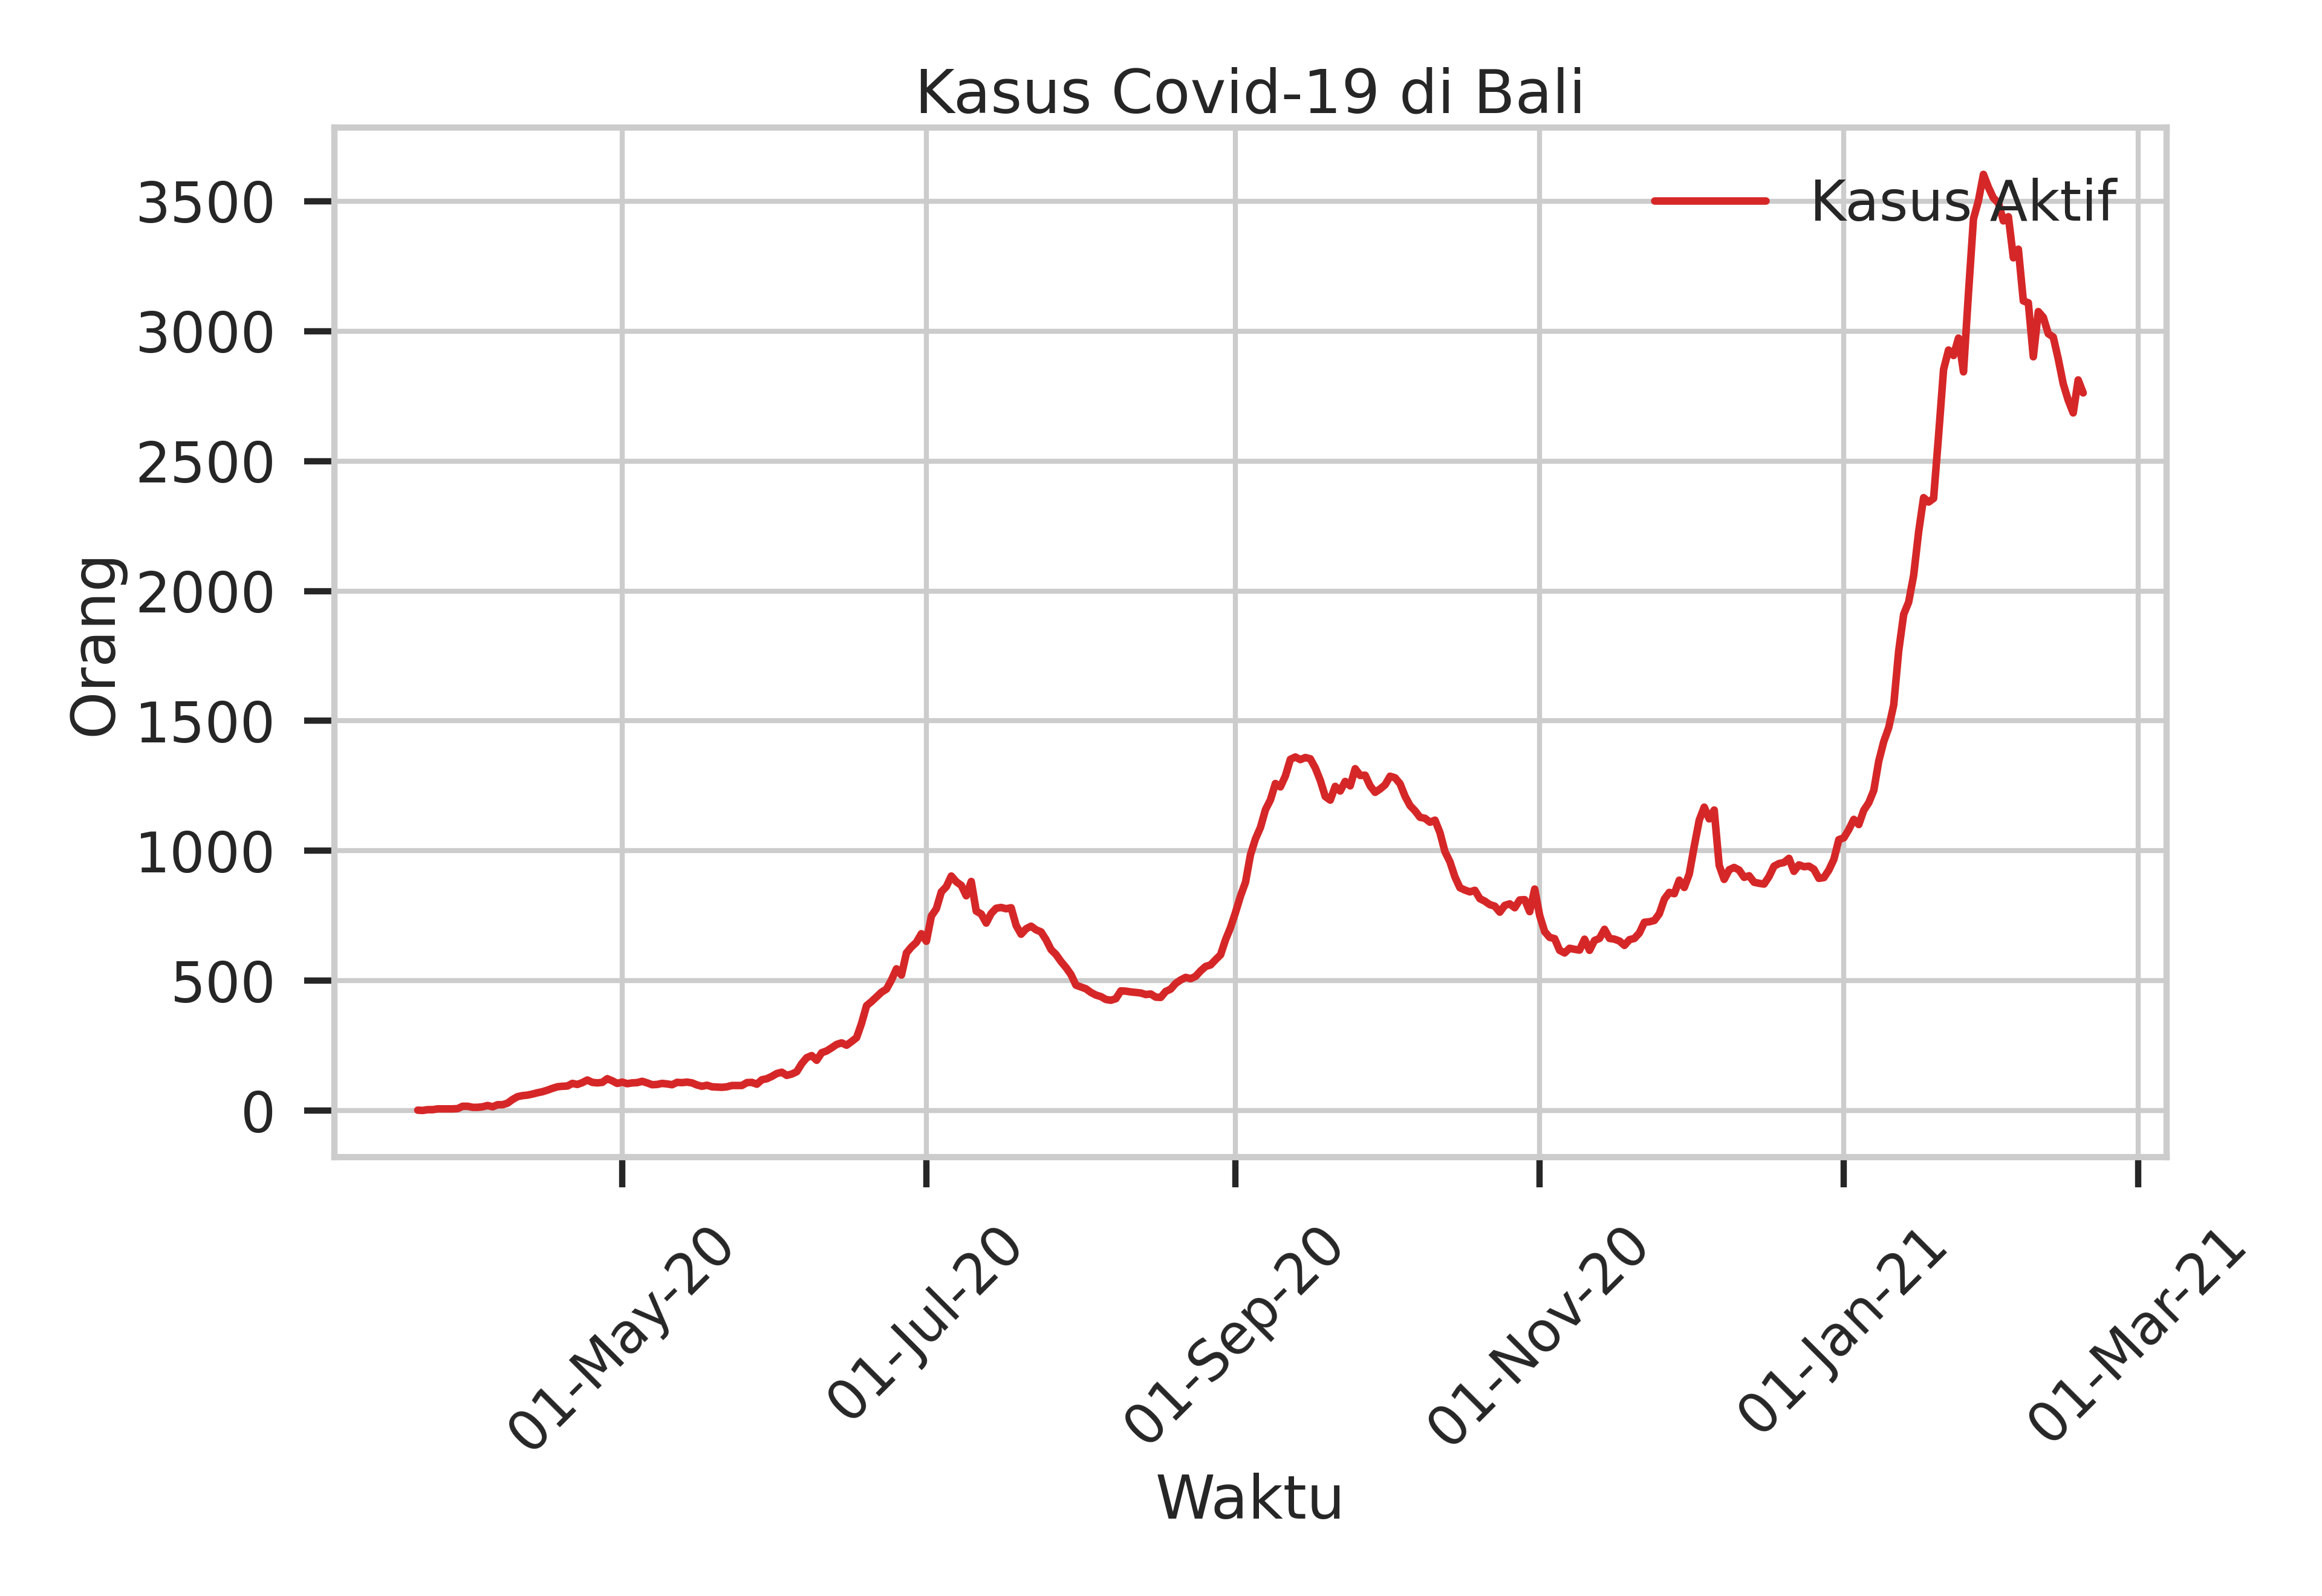 Kasus Covid-19 di Bali
Kasus Aktif
3500
3000
2500
2000
1500
1000
500
0
Orang
01-May-20
01-Jul-20
01-Sep-20
01-Nov-20
01-Jan-21
01-Mar-21
Waktu